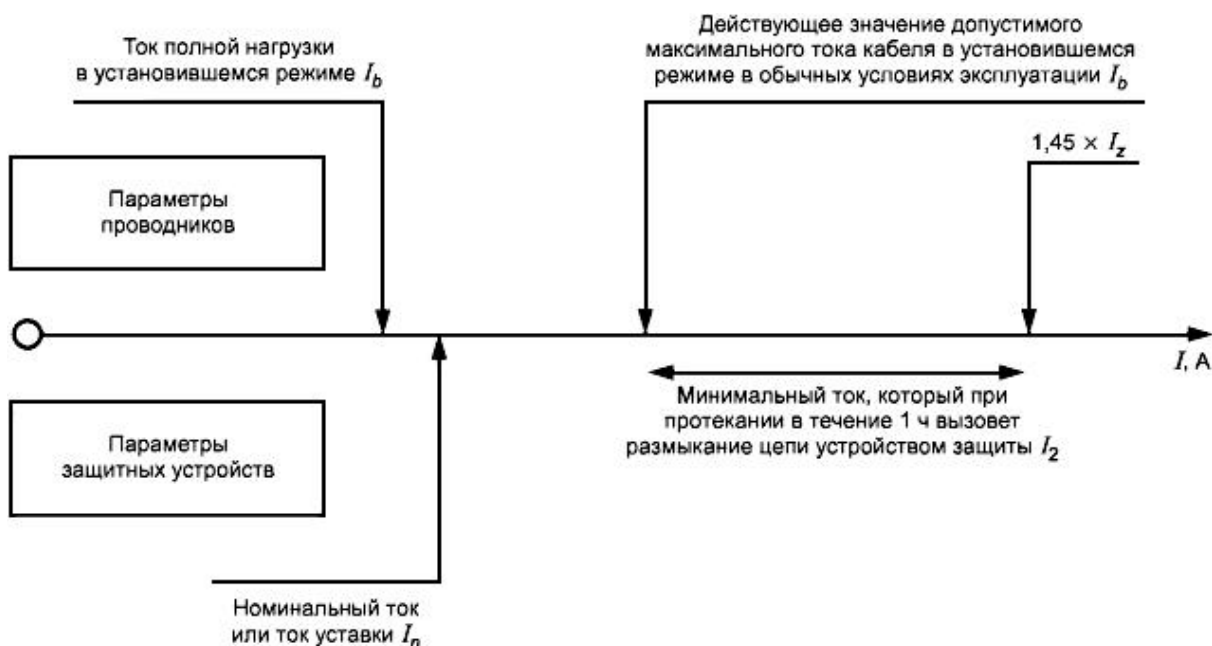 Ток полной нагрузки
в установившемся режиме I_b
Действующее значение допустимого
максимального тока кабеля в установившемся
режиме в обычных условиях эксплуатации I_b
1,45 × I_z
Параметры
проводников
I, А
Минимальный ток, который при
протекании в течение 1 ч вызовет
размыкание цепи устройством защиты I_2
Параметры
защитных устройств
Номинальный ток
или ток уставки I_n